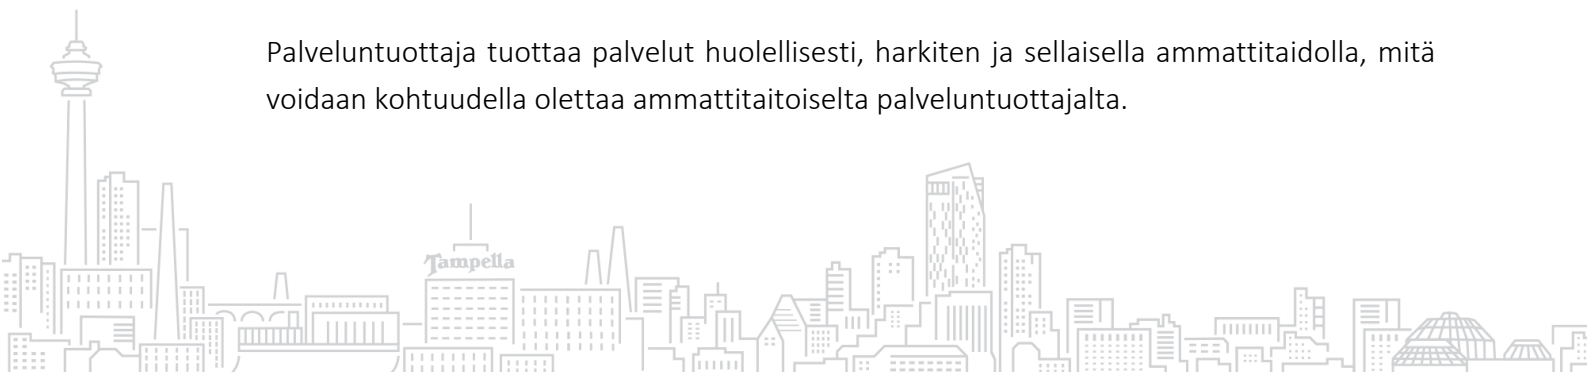 Palveluntuottaja tuottaa palvelut huolellisesti, harkiten ja sellaisella ammattitaidolla, mitä
voidaan kohtuudella olettaa ammattitaitoiselta palveluntuottajalta.
Tampella